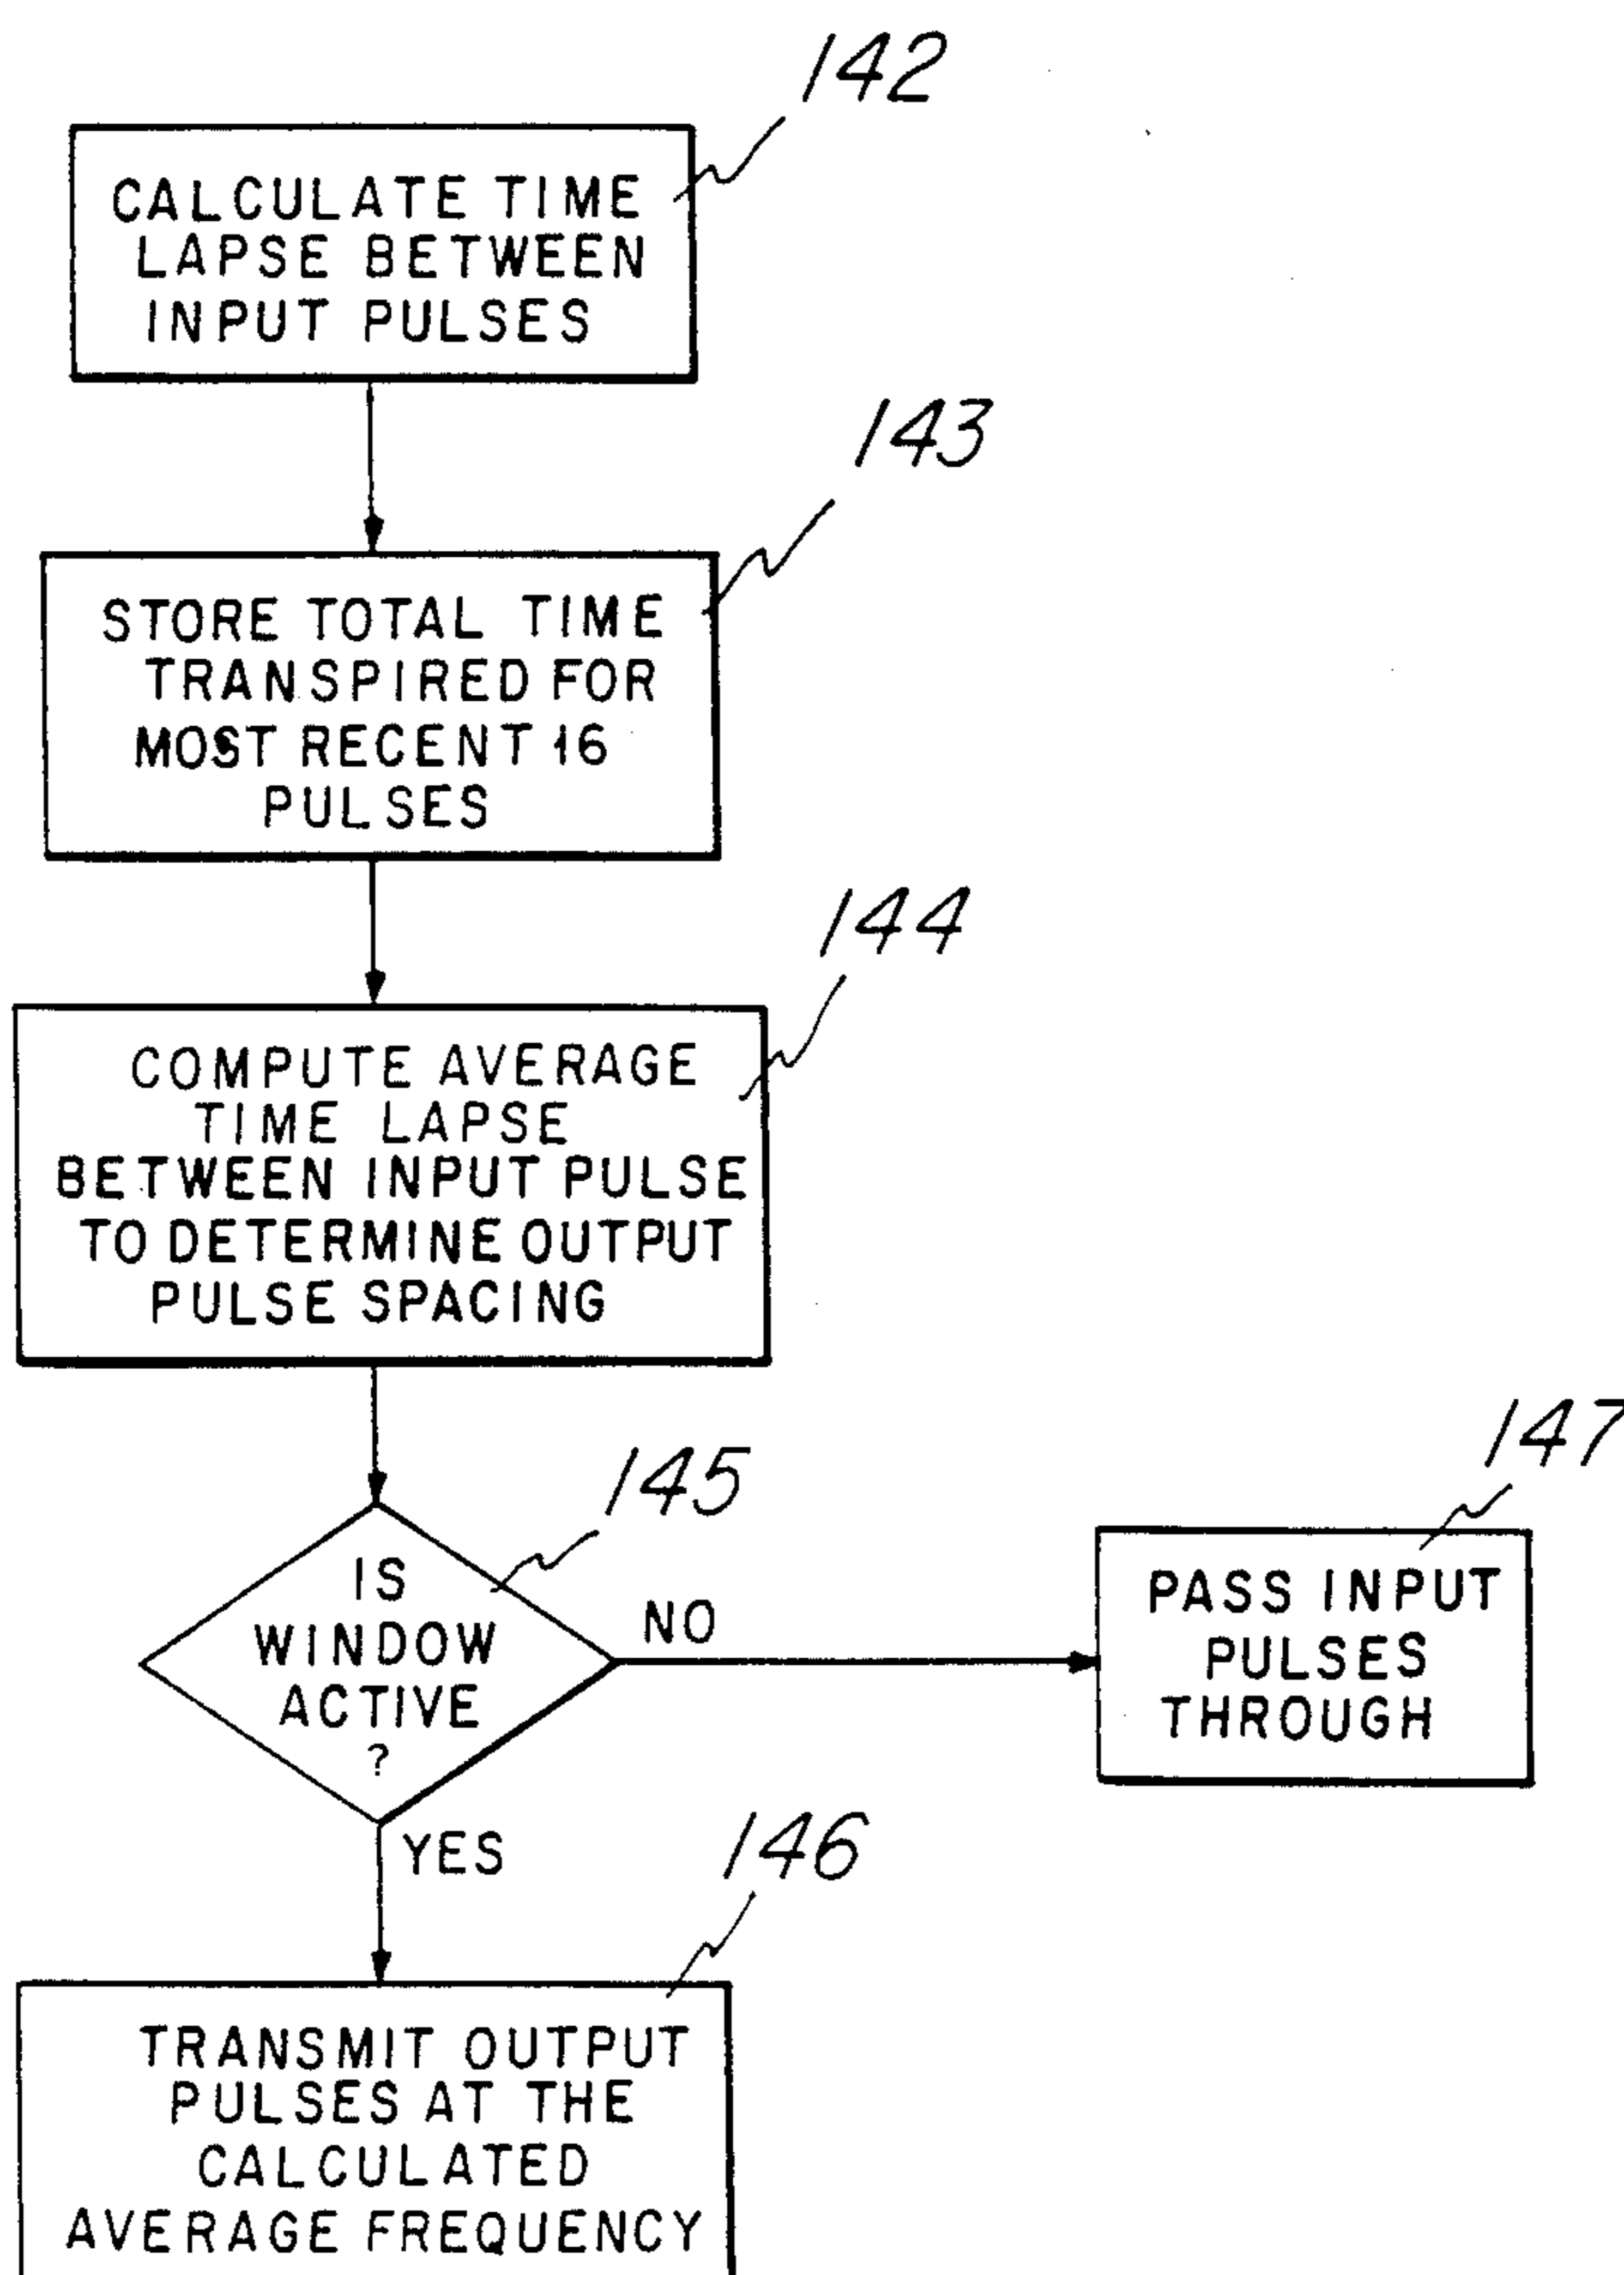 142
CALCULATE TIME
LAPSE BETWEEN
INPUT PULSES
143
STORE TOTAL TIME
TRANSPIRED FOR
MOST RECENT 16
PULSES
144
COMPUTE AVERAGE
TIME LAPSE
BETWEEN INPUT PULSE
TO DETERMINE OUTPUT
PULSE SPACING
145
IS
WINDOW
ACTIVE
?
NO
147
PASS INPUT
PULSES
THROUGH
YES
146
TRANSMIT OUTPUT
PULSES AT THE
CALCULATED
AVERAGE FREQUENCY